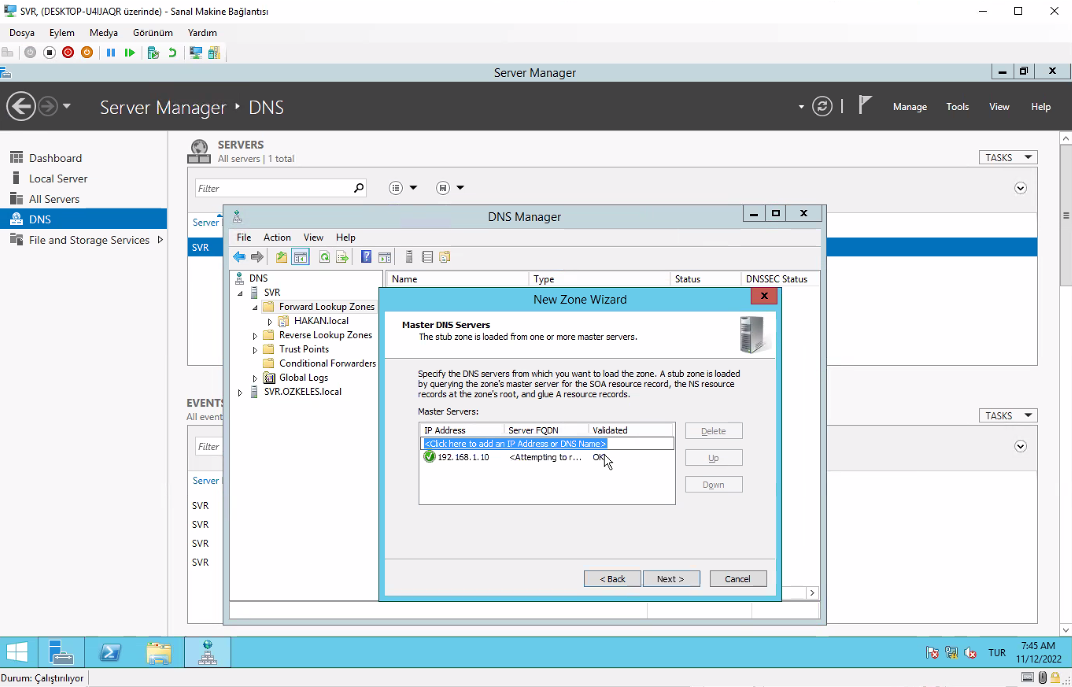 SVR, (DESKTOP-U4IJAQR üzerinde) - Sanal Makine Bağlantısı
Dosya Eylem Medya Görünüm Yardım
Server Manager
Server Manager • DNS
Manage Tools View Help
Dashboard
Local Server
All Servers
DNS
File and Storage Services
SERVERS
All servers | 1 total
TASKS
Filter
Server
SVR
DNS Manager
File Action View Help
DNS
SVR
Forward Lookup Zones
HAKAN.local
Reverse Lookup Zones
Trust Points
Conditional Forwarders
Global Logs
SVR.OZKELES.local
Name Type Status DNSSEC Status
New Zone Wizard
Master DNS Servers
The stub zone is loaded from one or more master servers.
Specify the DNS servers from which you want to load the zone. A stub zone is loaded
by querying the zone's master server for the SOA resource record, the NS resource
records at the zone's root, and glue A resource records.
Master Servers:
IP Address Server FQDN Validated
<Click here to add an IP Address or DNS Name>
192.168.1.10 <Attempting to r... OK
Delete
Up
Down
< Back Next > Cancel
EVENTS
All event
TASKS
Filter
Server
SVR
SVR
SVR
SVR
TUR
7:45 AM
11/12/2022
Durum: Çalıştırılıyor